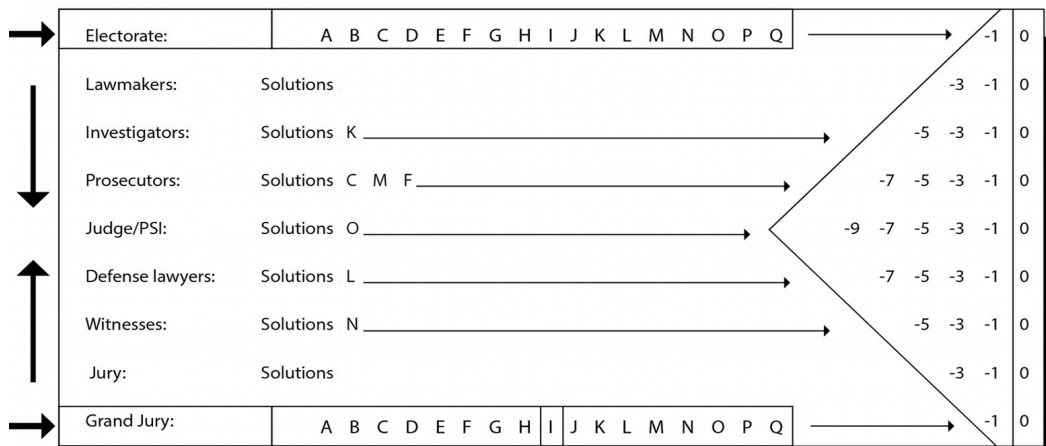 Electorate: A B C D E F G H I J K L M N O P Q -1 0
Lawmakers: Solutions -3 -1 0
Investigators: Solutions K -5 -3 -1 0
Prosecutors: Solutions C M F -7 -5 -3 -1 0
Judge/PSI: Solutions O -9 -7 -5 -3 -1 0
Defense lawyers: Solutions L -7 -5 -3 -1 0
Witnesses: Solutions N -5 -3 -1 0
Jury: Solutions -3 -1 0
Grand Jury: A B C D E F G H I J K L M N O P Q -1 0